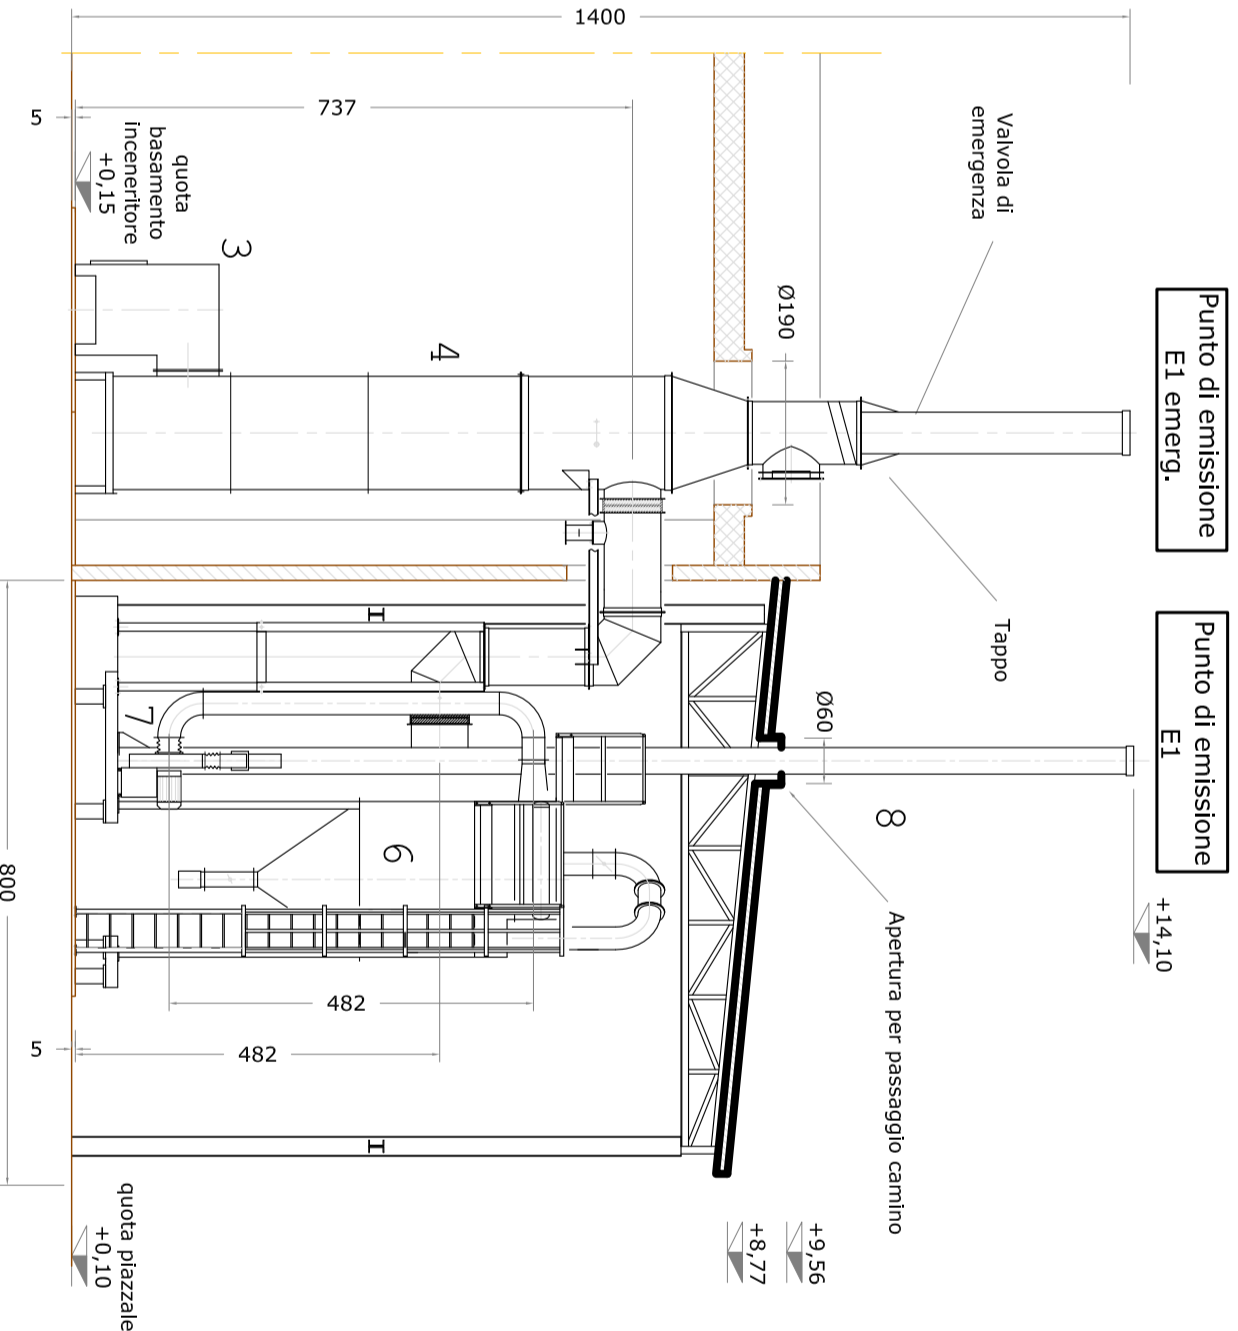 1400
737
5
quota
basamento
inceneritore
+0,15
Valvola di
emergenza
Punto di emissione
E1 emerg.
Ø190
3
4
Tappo
Punto di emissione
E1
Ø60
7
6
8
+14,10
Apertura per passaggio camino
482
482
5
800
+9,56
+8,77
quota piazzale
+0,10